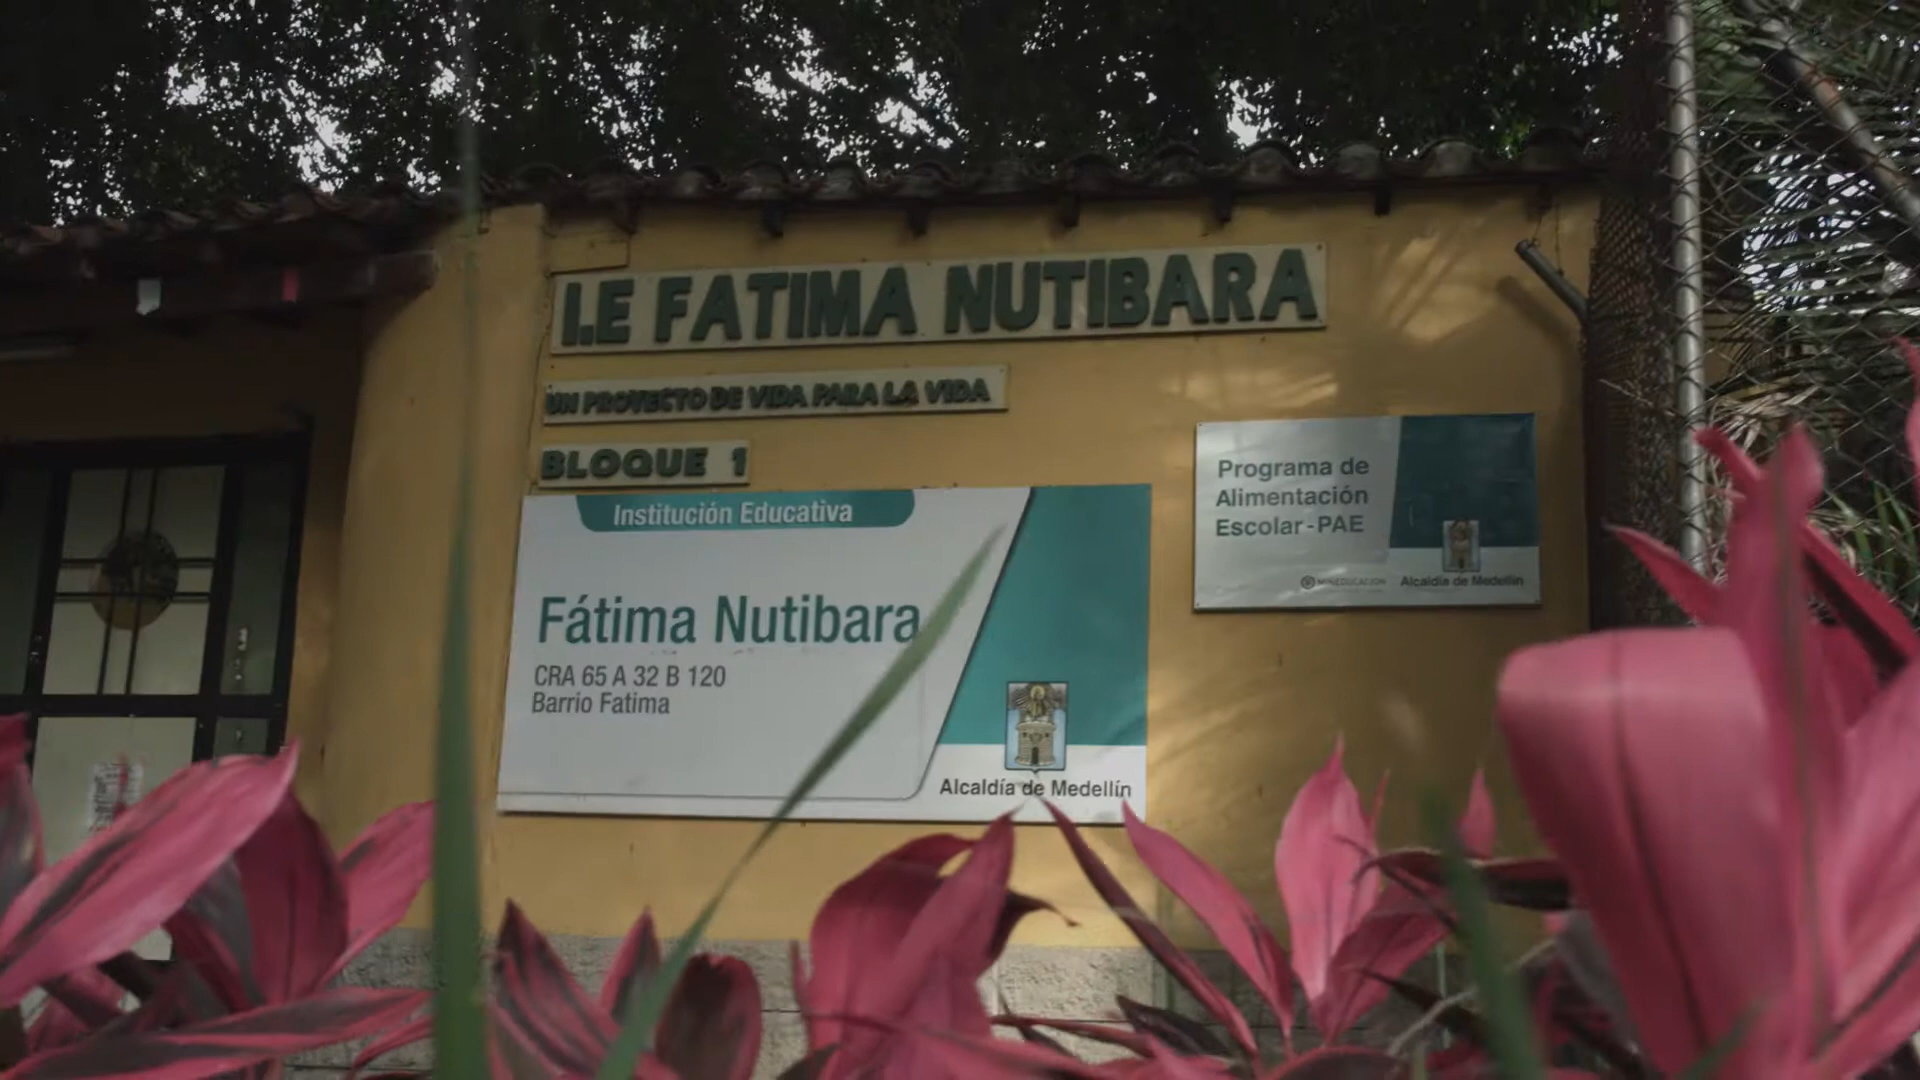 I.E FATIMA NUTIBARA
UN PROYECTO DE VIDA PARA LA VIDA
BLOQUE 1
Institución Educativa
Fátima Nutibara
CRA 65 A 32 B 120
Barrio Fatima
Alcaldía de Medellín
Programa de
Alimentación
Escolar - PAE
MINEDUCACIÓN
Alcaldía de Medellín